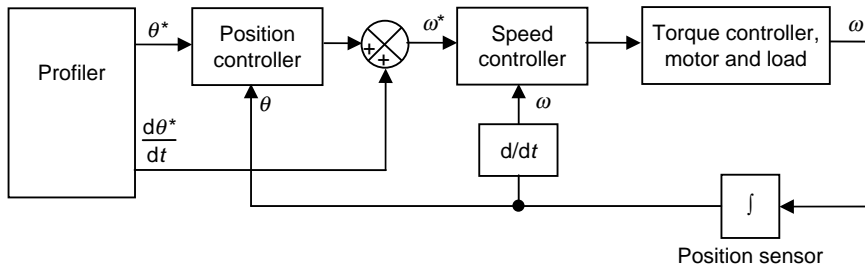 Profiler
θ*
Position
controller
+
+
ω*
Speed
controller
Torque controller,
motor and load
ω
θ
ω
dθ*
dt
d/dt
∫
Position sensor